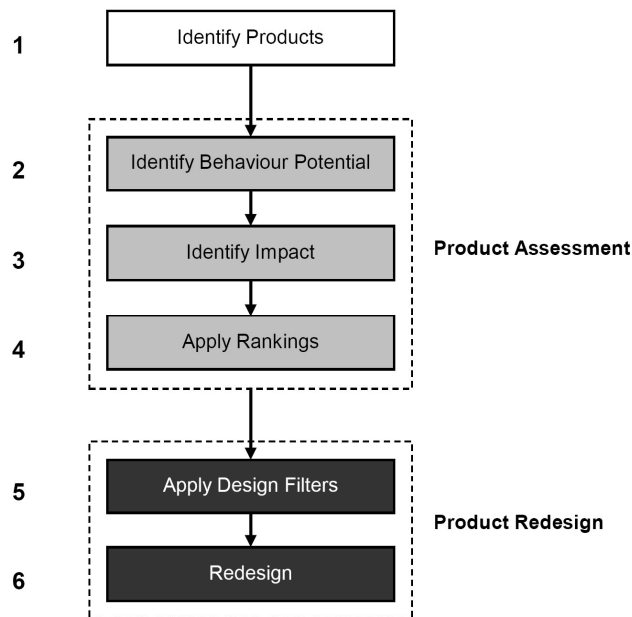 1
Identify Products
2
Identify Behaviour Potential
3
Identify Impact
Product Assessment
4
Apply Rankings
5
Apply Design Filters
Product Redesign
6
Redesign